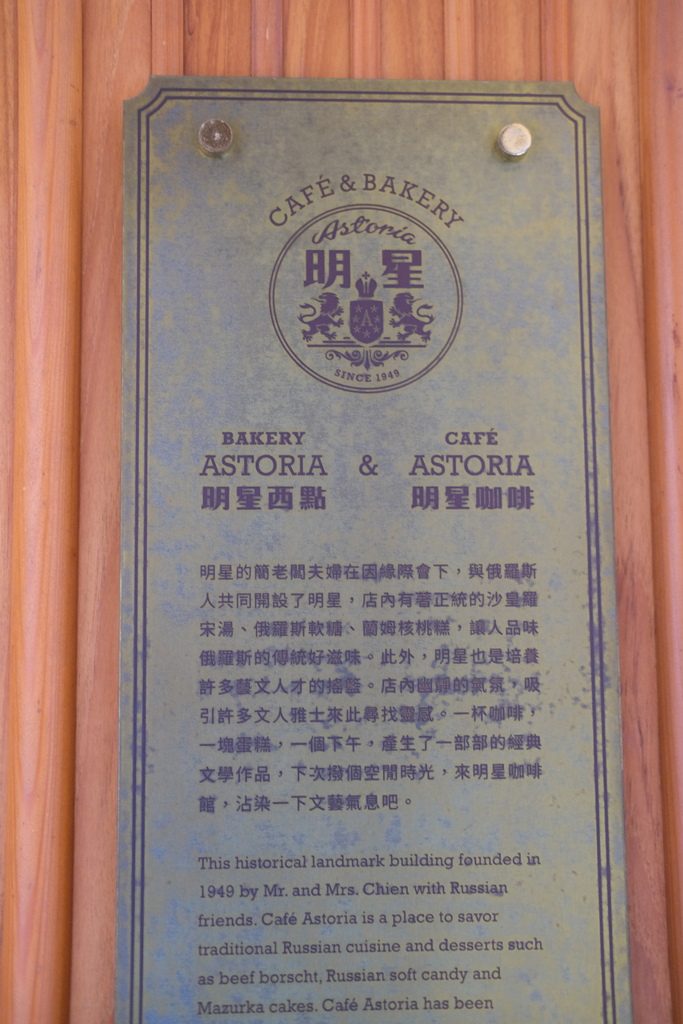 CAFÉ & BAKERY
Astoria
明星
A
SINCE 1949
BAKERY
ASTORIA
明星西點
&
CAFÉ
ASTORIA
明星咖啡
明星的簡老闆夫婦在因緣際會下，與俄羅斯
人共同開設了明星，店內有著正統的沙皇羅
宋湯、俄羅斯軟糖、蘭姆核桃糕，讓人品味
俄羅斯的傳統好滋味。此外，明星也是培養
許多藝文人才的搖籃。店內幽靜的氣氛，吸
引許多文人雅士來此尋找靈感。一杯咖啡，
一塊蛋糕，一個下午，產生了一部部的經典
文學作品，下次撥個空閒時光，來明星咖啡
館，沾染一下文藝氣息吧。
This historical landmark building founded in
1949 by Mr. and Mrs. Chien with Russian
friends. Café Astoria is a place to savor
traditional Russian cuisine and desserts such
as beef borscht, Russian soft candy and
Mazurka cakes. Café Astoria has been